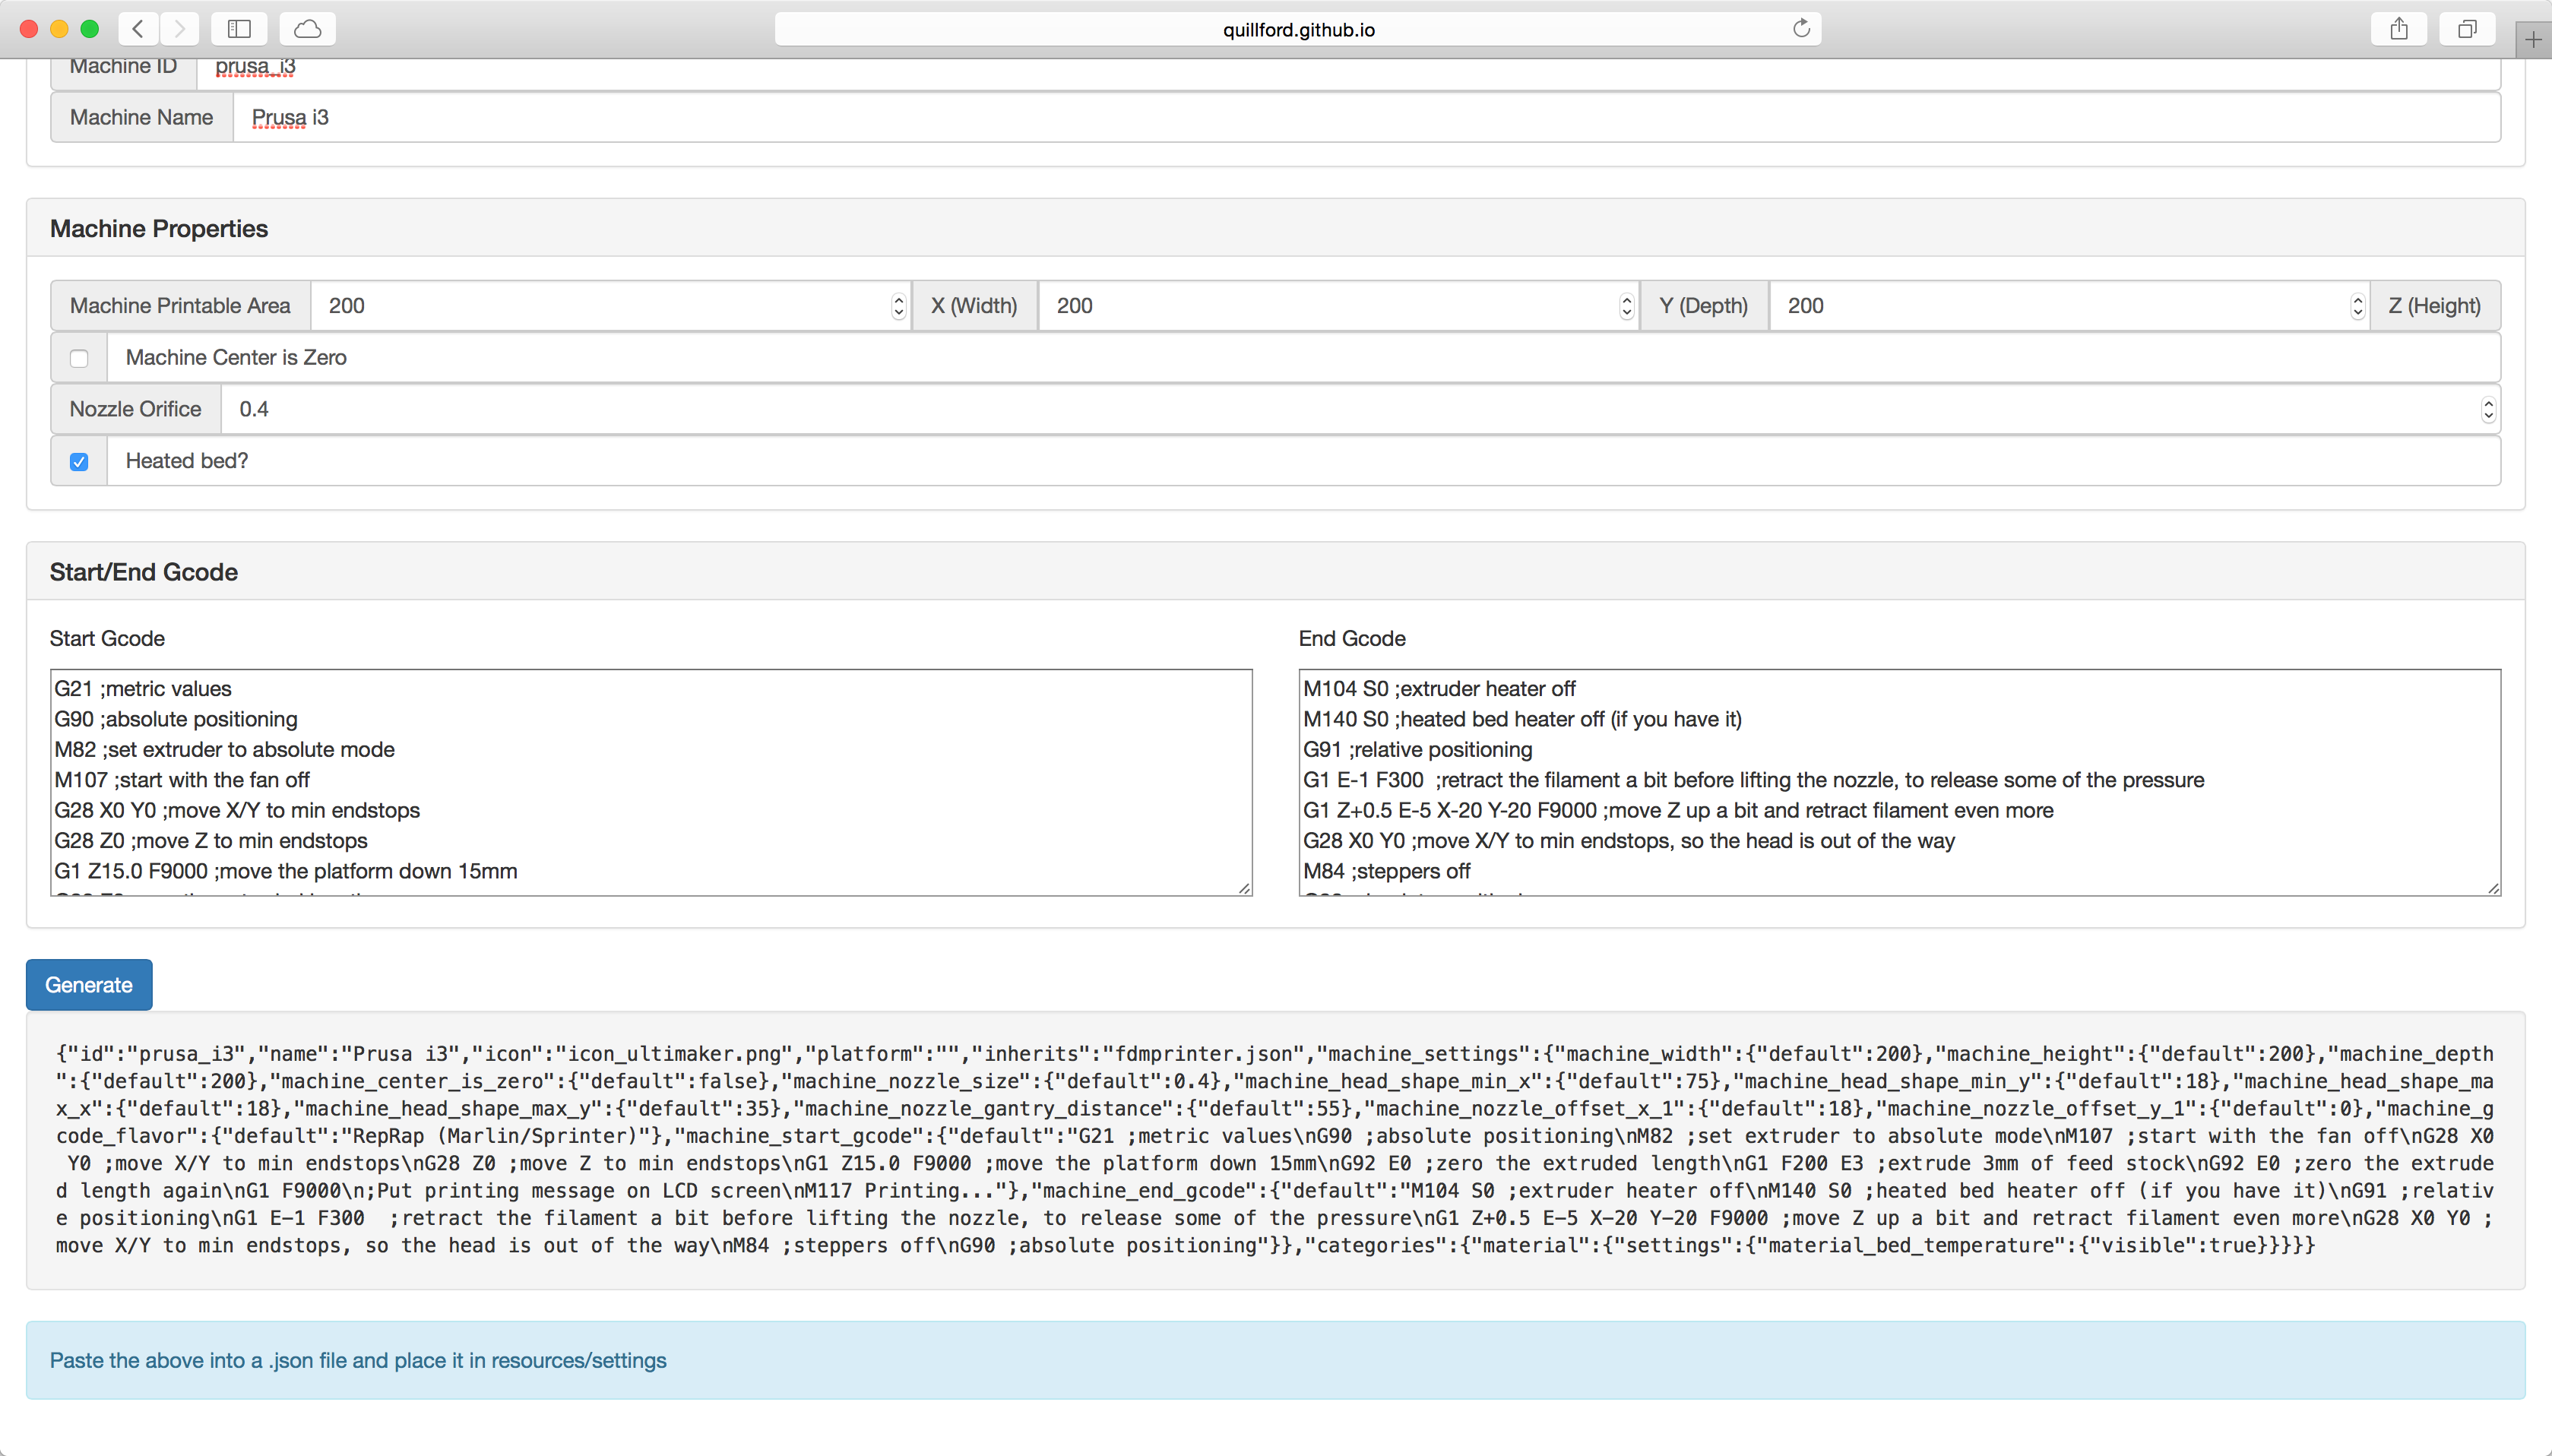 quillford.github.io
Machine ID prusa_i3
Machine Name Prusa i3
Machine Properties
Machine Printable Area 200 X (Width) 200 Y (Depth) 200 Z (Height)
Machine Center is Zero
Nozzle Orifice 0.4
Heated bed?
Start/End Gcode
Start Gcode
G21 ;metric values
G90 ;absolute positioning
M82 ;set extruder to absolute mode
M107 ;start with the fan off
G28 X0 Y0 ;move X/Y to min endstops
G28 Z0 ;move Z to min endstops
G1 Z15.0 F9000 ;move the platform down 15mm
End Gcode
M104 S0 ;extruder heater off
M140 S0 ;heated bed heater off (if you have it)
G91 ;relative positioning
G1 E-1 F300  ;retract the filament a bit before lifting the nozzle, to release some of the pressure
G1 Z+0.5 E-5 X-20 Y-20 F9000 ;move Z up a bit and retract filament even more
G28 X0 Y0 ;move X/Y to min endstops, so the head is out of the way
M84 ;steppers off
Generate
{"id":"prusa_i3","name":"Prusa i3","icon":"icon_ultimaker.png","platform":"","inherits":"fdmprinter.json","machine_settings":{"machine_width":{"default":200},"machine_height":{"default":200},"machine_depth
":{"default":200},"machine_center_is_zero":{"default":false},"machine_nozzle_size":{"default":0.4},"machine_head_shape_min_x":{"default":75},"machine_head_shape_min_y":{"default":18},"machine_head_shape_ma
x_x":{"default":18},"machine_head_shape_max_y":{"default":35},"machine_nozzle_gantry_distance":{"default":55},"machine_nozzle_offset_x_1":{"default":18},"machine_nozzle_offset_y_1":{"default":0},"machine_g
code_flavor":{"default":"RepRap (Marlin/Sprinter)"},"machine_start_gcode":{"default":"G21 ;metric values\nG90 ;absolute positioning\nM82 ;set extruder to absolute mode\nM107 ;start with the fan off\nG28 X0
 Y0 ;move X/Y to min endstops\nG28 Z0 ;move Z to min endstops\nG1 Z15.0 F9000 ;move the platform down 15mm\nG92 E0 ;zero the extruded length\nG1 F200 E3 ;extrude 3mm of feed stock\nG92 E0 ;zero the extrude
d length again\nG1 F9000\n;Put printing message on LCD screen\nM117 Printing..."},"machine_end_gcode":{"default":"M104 S0 ;extruder heater off\nM140 S0 ;heated bed heater off (if you have it)\nG91 ;relativ
e positioning\nG1 E-1 F300  ;retract the filament a bit before lifting the nozzle, to release some of the pressure\nG1 Z+0.5 E-5 X-20 Y-20 F9000 ;move Z up a bit and retract filament even more\nG28 X0 Y0 ;
move X/Y to min endstops, so the head is out of the way\nM84 ;steppers off\nG90 ;absolute positioning"}},"categories":{"material":{"settings":{"material_bed_temperature":{"visible":true}}}}}
Paste the above into a .json file and place it in resources/settings